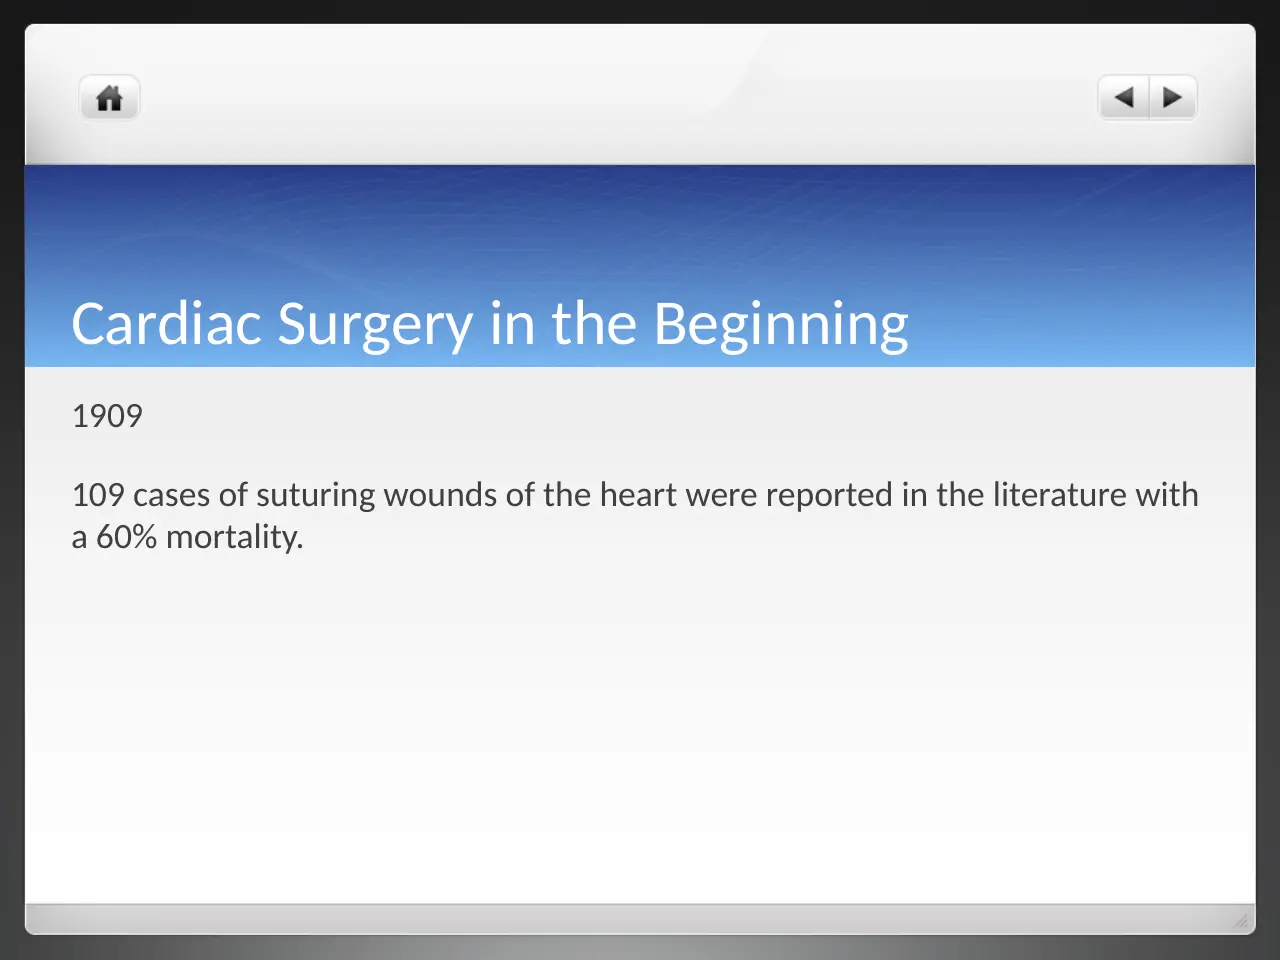 Cardiac Surgery in the Beginning
1909
109 cases of suturing wounds of the heart were reported in the literature with
a 60% mortality.